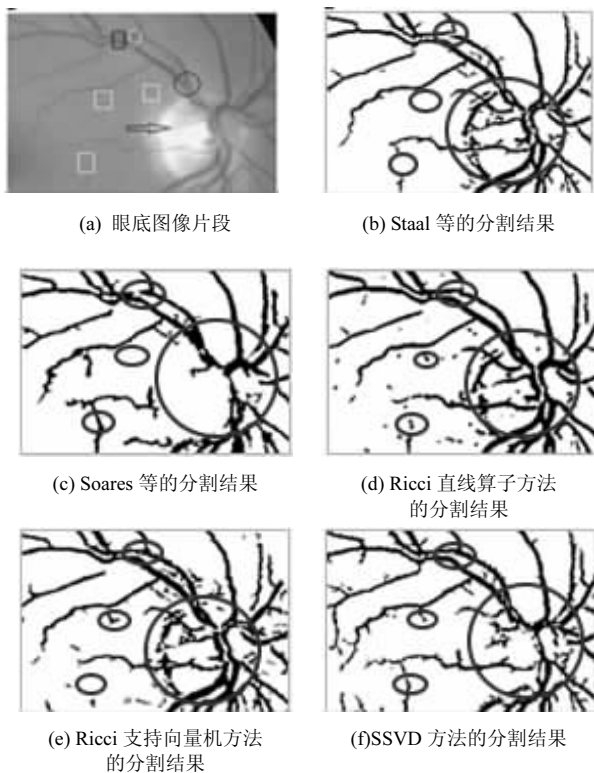 (a) 眼底图像片段
(b) Staal 等的分割结果
(c) Soares 等的分割结果
(d) Ricci 直线算子方法
的分割结果
(e) Ricci 支持向量机方法
的分割结果
(f)SSVD 方法的分割结果